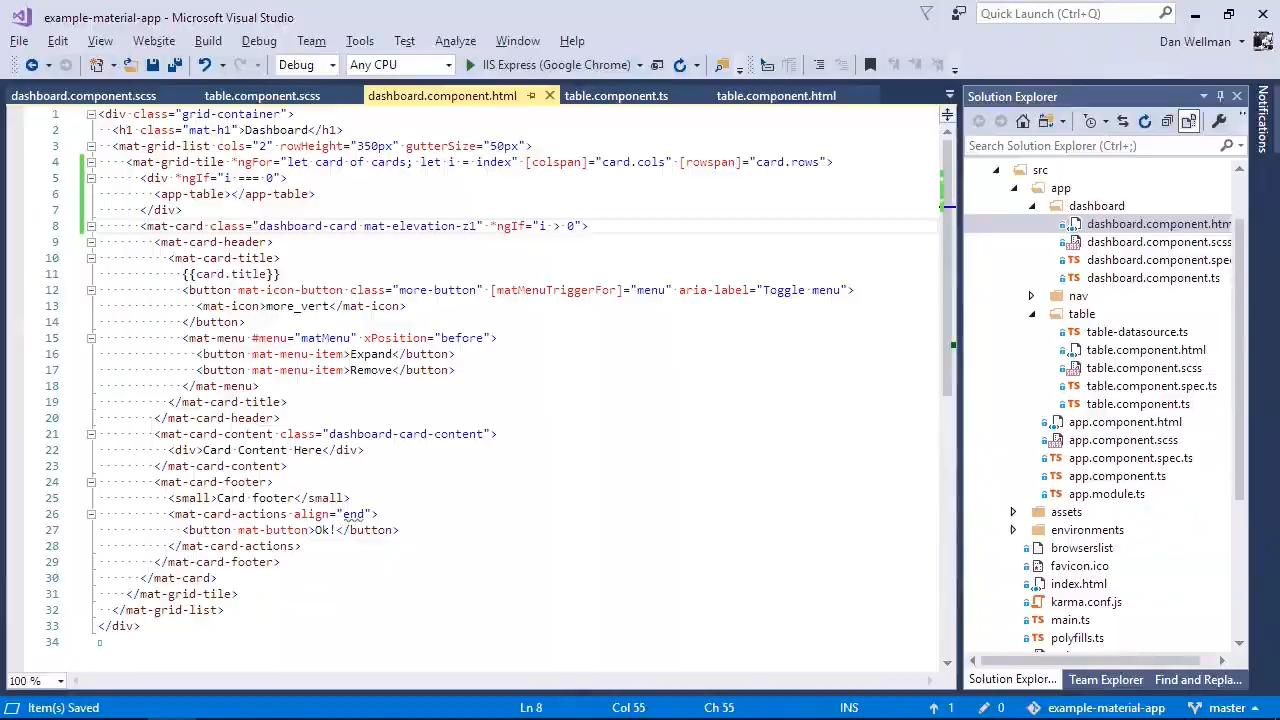 example-material-app - Microsoft Visual Studio
Quick Launch (Ctrl+Q)
File Edit View Website Build Debug Team Tools Test Analyze Window Help
Dan Wellman
Debug Any CPU IIS Express (Google Chrome)
dashboard.component.scss table.component.scss dashboard.component.html table.component.ts table.component.html
1 <div class="grid-container">
2 <h1 class="mat-h1">Dashboard</h1>
3 <mat-grid-list cols="2" rowHeight="350px" gutterSize="50px">
4 <mat-grid-tile *ngFor="let card of cards; let i = index" [colspan]="card.cols" [rowspan]="card.rows">
5 <div *ngIf="i === 0">
6 <app-table></app-table>
7 </div>
8 <mat-card class="dashboard-card mat-elevation-z1" *ngIf="i > 0">
9 <mat-card-header>
10 <mat-card-title>
11 {{card.title}}
12 <button mat-icon-button class="more-button" [matMenuTriggerFor]="menu" aria-label="Toggle menu">
13 <mat-icon>more_vert</mat-icon>
14 </button>
15 <mat-menu #menu="matMenu" xPosition="before">
16 <button mat-menu-item>Expand</button>
17 <button mat-menu-item>Remove</button>
18 </mat-menu>
19 </mat-card-title>
20 </mat-card-header>
21 <mat-card-content class="dashboard-card-content">
22 <div>Card Content Here</div>
23 </mat-card-content>
24 <mat-card-footer>
25 <small>Card footer</small>
26 <mat-card-actions align="end">
27 <button mat-button>Ok!</button>
28 </mat-card-actions>
29 </mat-card-footer>
30 </mat-card>
31 </mat-grid-tile>
32 </mat-grid-list>
33 </div>
34
100 %
Solution Explorer
Search Solution Explorer (Ctrl+;)
src
app
dashboard
dashboard.component.htm
dashboard.component.scss
dashboard.component.spe
dashboard.component.ts
nav
table
table-datasource.ts
table.component.html
table.component.scss
table.component.spec.ts
table.component.ts
app.component.html
app.component.scss
app.component.spec.ts
app.component.ts
app.module.ts
assets
environments
browserslist
favicon.ico
index.html
karma.conf.js
main.ts
polyfills.ts
Solution Explor... Team Explorer Find and Repla...
Notifications
Item(s) Saved Ln 8 Col 55 Ch 55 INS 1 0 example-material-app master